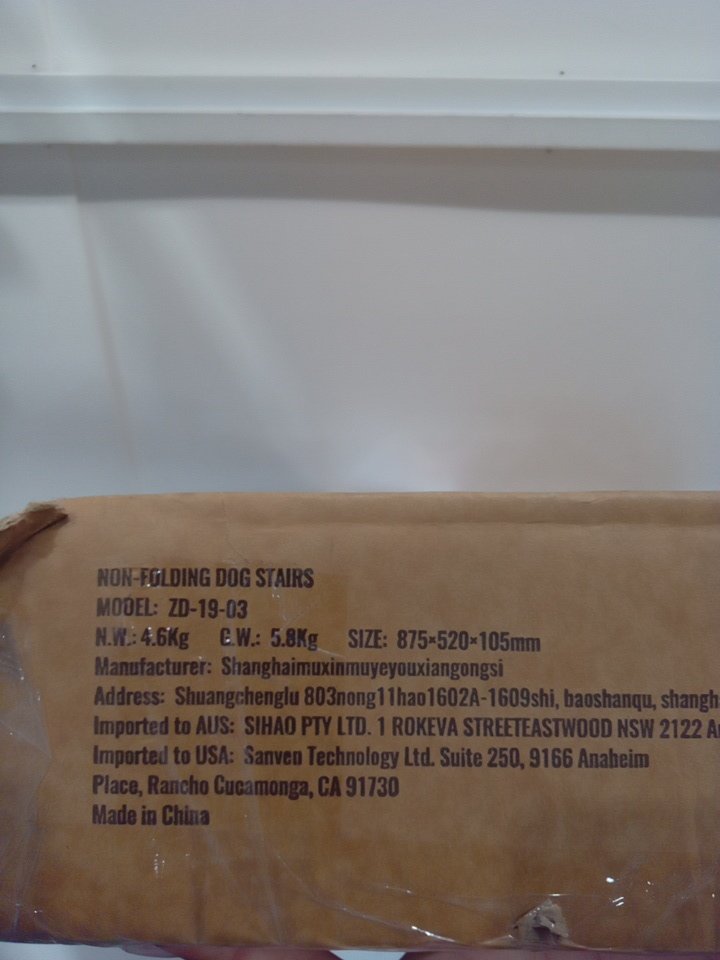 NON-FOLDING DOG STAIRS
MODEL: ZD-19-03
N.W.: 4.6Kg G.W.: 5.8Kg SIZE: 875×520×105mm
Manufacturer: Shanghaimuxinmuyeyouxiangongsi
Address: Shuangchenglu 803nong11hao1602A-1609shi, baoshanqu, shangh
Imported to AUS: SIHAO PTY LTD. 1 ROKEVA STREETEASTWOOD NSW 2122
Imported to USA: Sanven Technology Ltd. Suite 250, 9166 Anaheim
Place, Rancho Cucamonga, CA 91730
Made in China